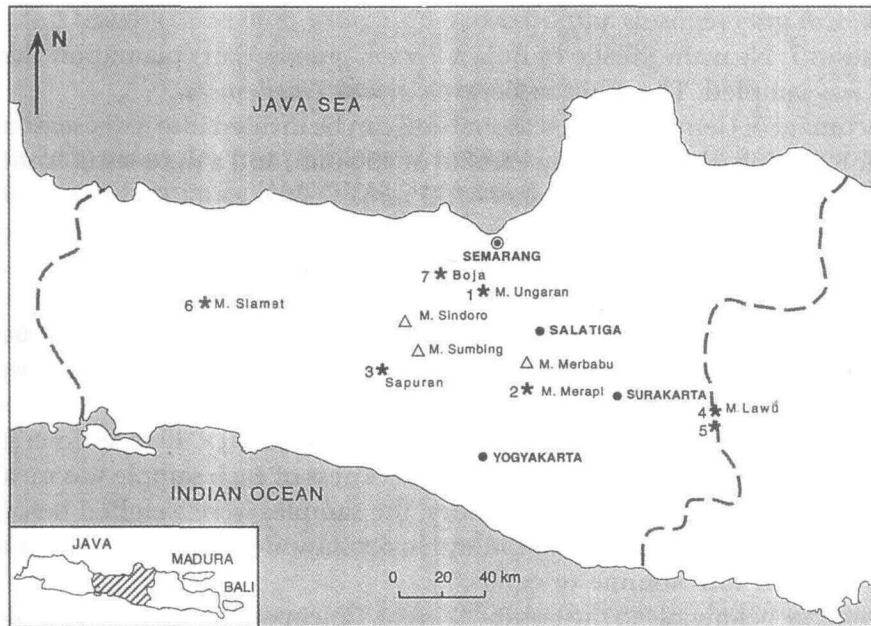 N
JAVA SEA
SEMARANG
7 Boja
1 M. Ungaran
6 M. Slamat
M. Sindoro
SALATIGA
M. Sumbing
M. Merbabu
3
Sapuran
2 M. Merapi
SURAKARTA
4 M. Lawu
5
YOGYAKARTA
INDIAN OCEAN
JAVA
MADURA
BALI
0 20 40 km